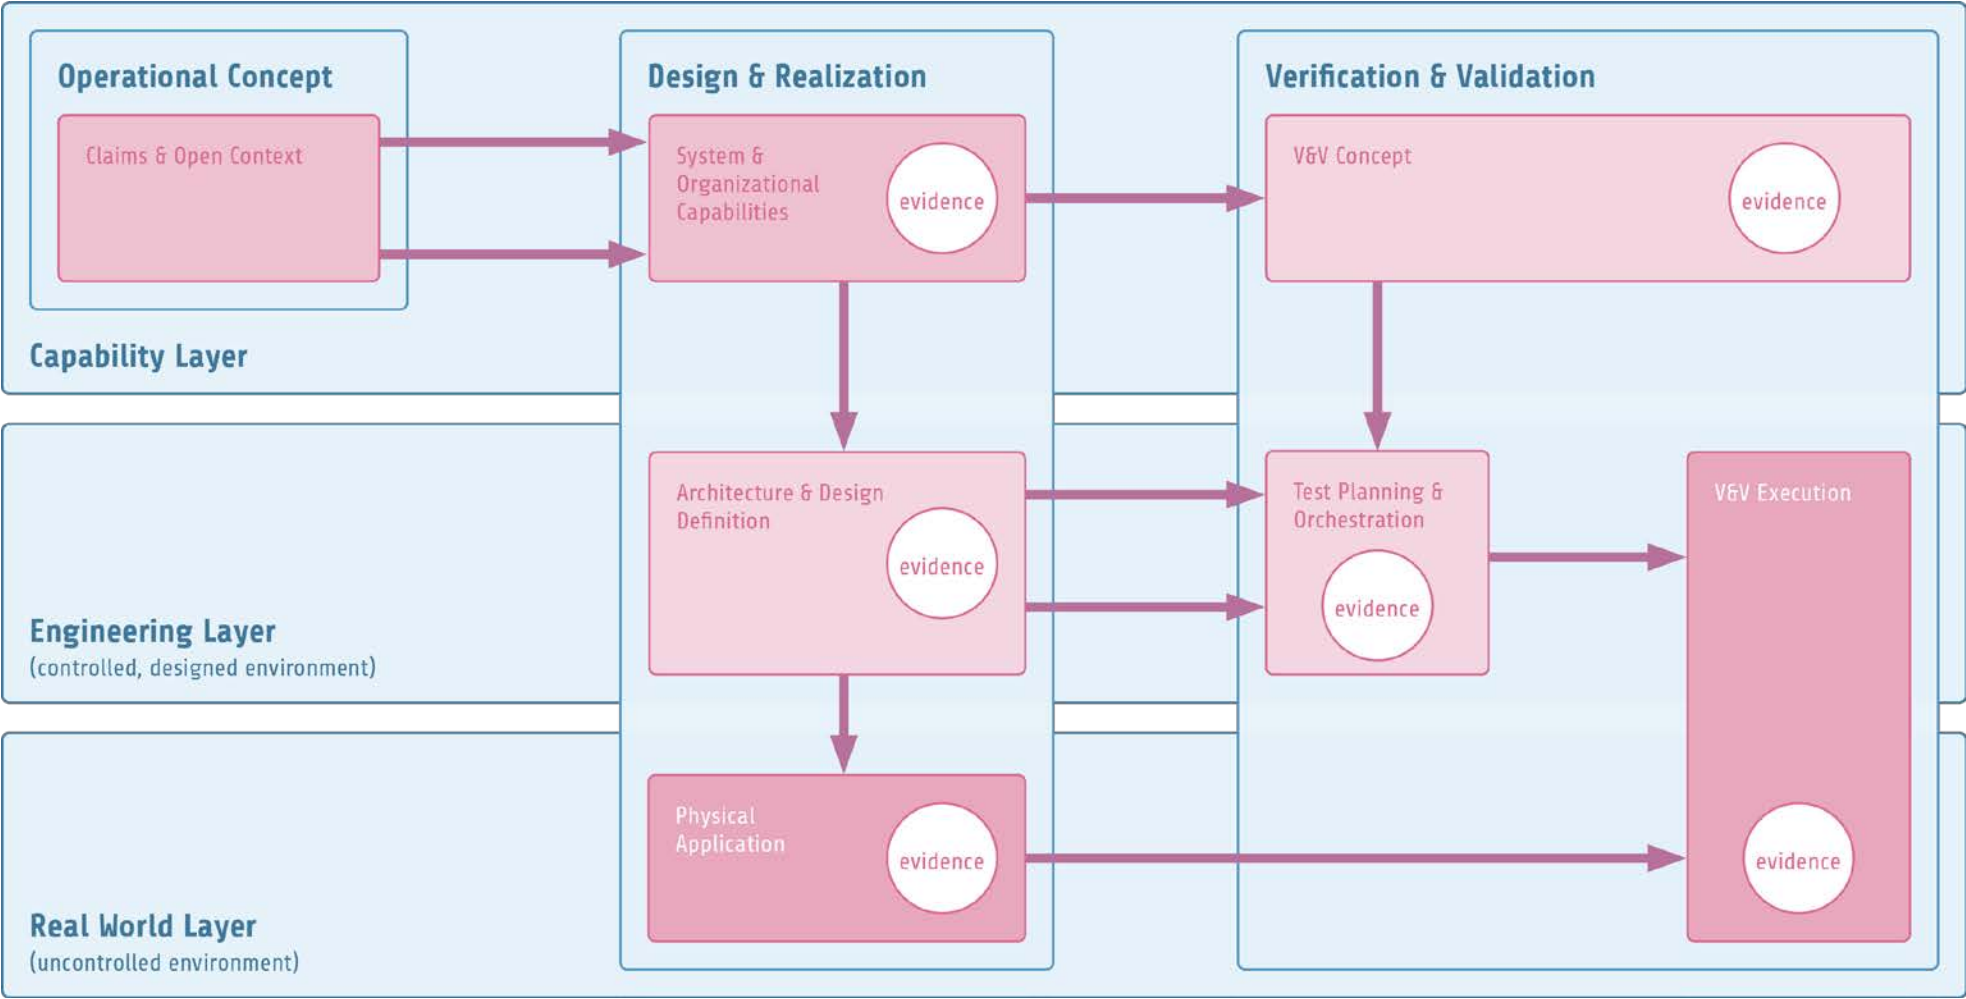 Operational Concept
Claims & Open Context
Capability Layer
Design & Realization
System &
Organizational
Capabilities
evidence
Verification & Validation
V&V Concept
evidence
Engineering Layer
(controlled, designed environment)
Architecture & Design
Definition
evidence
Test Planning &
Orchestration
evidence
V&V Execution
Real World Layer
(uncontrolled environment)
Physical
Application
evidence
evidence